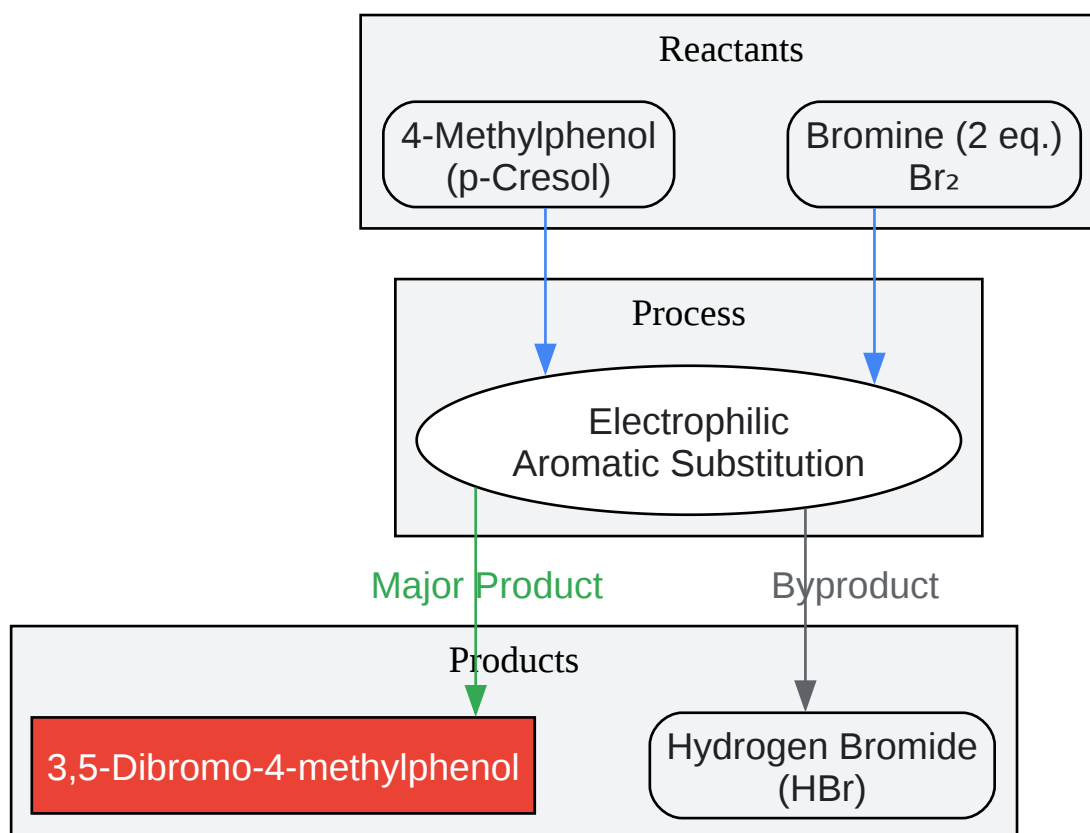 Reactants
4-Methylphenol
(p-Cresol)
Bromine (2 eq.)
Br₂
Process
Electrophilic
Aromatic Substitution
Major Product
Byproduct
Products
3,5-Dibromo-4-methylphenol
Hydrogen Bromide
(HBr)